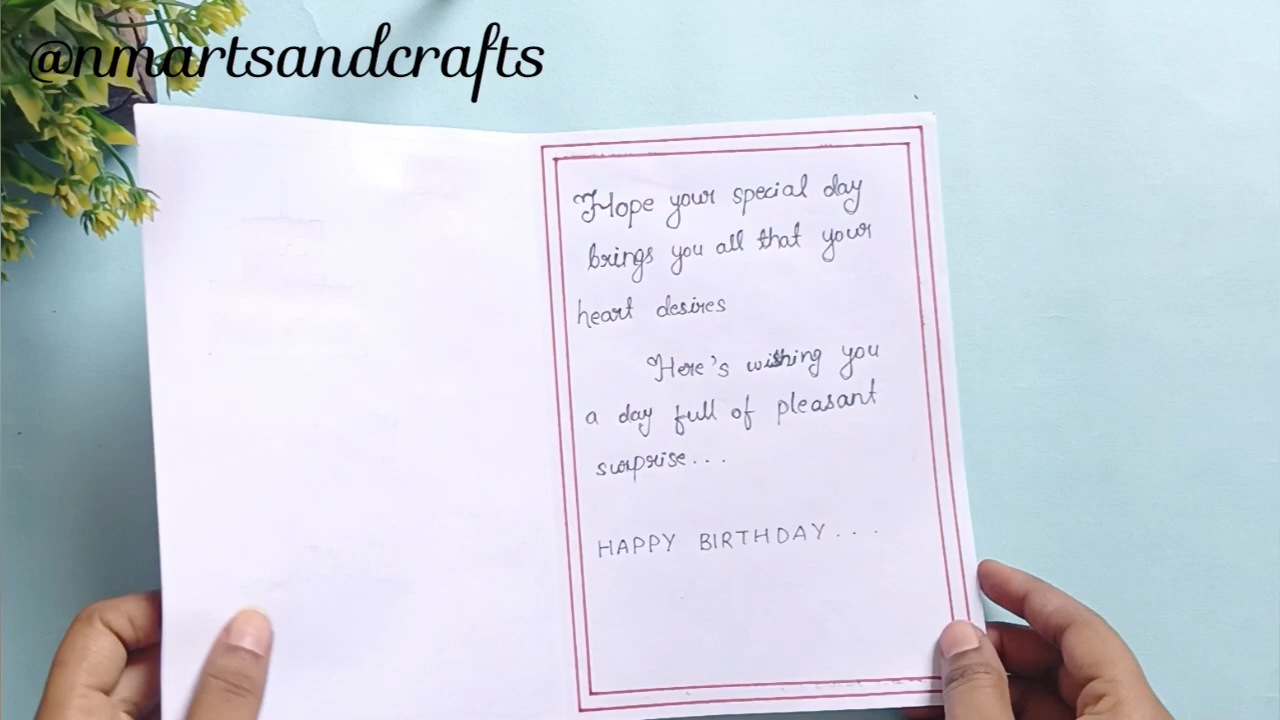 @nmartsandcrafts
Hope your special day
brings you all that your
heart desires
Here's wishing you
a day full of pleasant
surprise...
HAPPY BIRTHDAY...